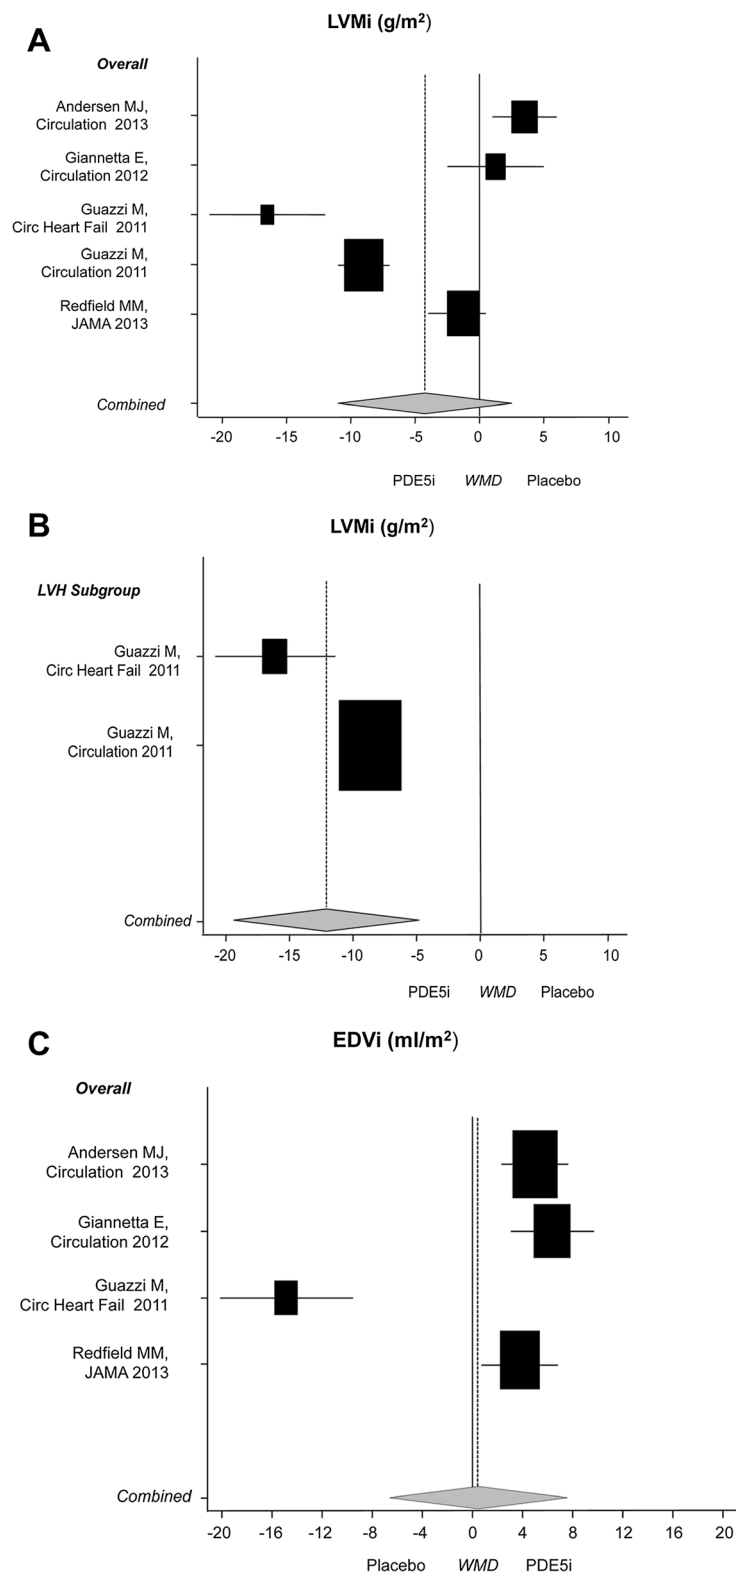 A
LVMi (g/m²)
Overall
Andersen MJ,
Circulation 2013
Giannetta E,
Circulation 2012
Guazzi M,
Circ Heart Fail 2011
Guazzi M,
Circulation 2011
Redfield MM,
JAMA 2013
Combined
-20 -15 -10 -5 0 5 10
PDE5i WMD Placebo
B
LVMi (g/m²)
LVH Subgroup
Guazzi M,
Circ Heart Fail 2011
Guazzi M,
Circulation 2011
Combined
-20 -15 -10 -5 0 5 10
PDE5i WMD Placebo
C
EDVi (ml/m²)
Overall
Andersen MJ,
Circulation 2013
Giannetta E,
Circulation 2012
Guazzi M,
Circ Heart Fail 2011
Redfield MM,
JAMA 2013
Combined
-20 -16 -12 -8 -4 0 4 8 12 16 20
Placebo WMD PDE5i